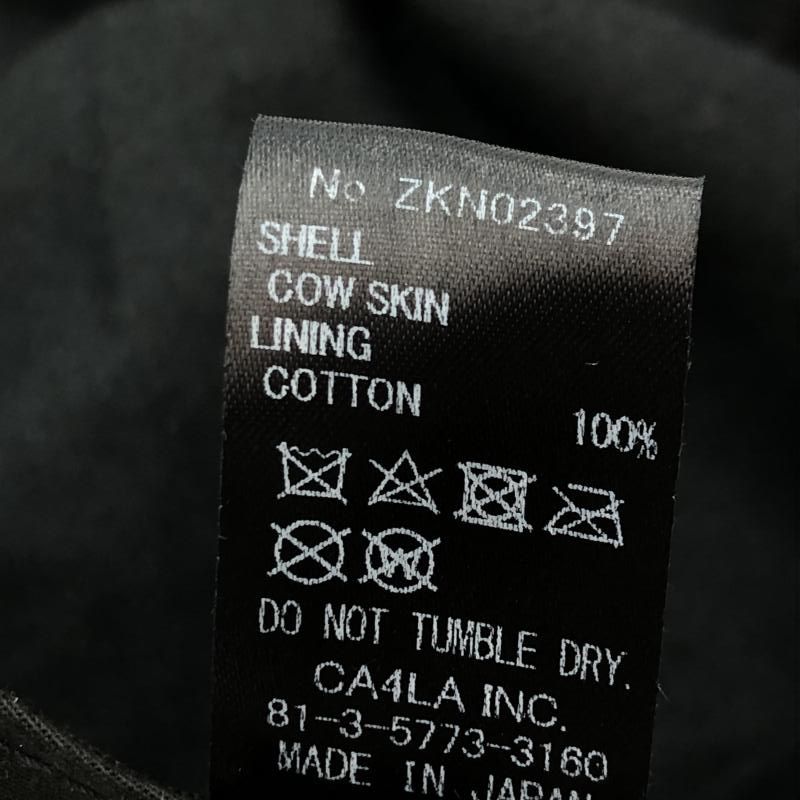 No ZKN02397
SHELL
COW SKIN
LINING
COTTON
100%
W
DO NOT TUMBLE DRY.
CA4LA INC.
81-3-5773-3160
MADE IN JAPAN